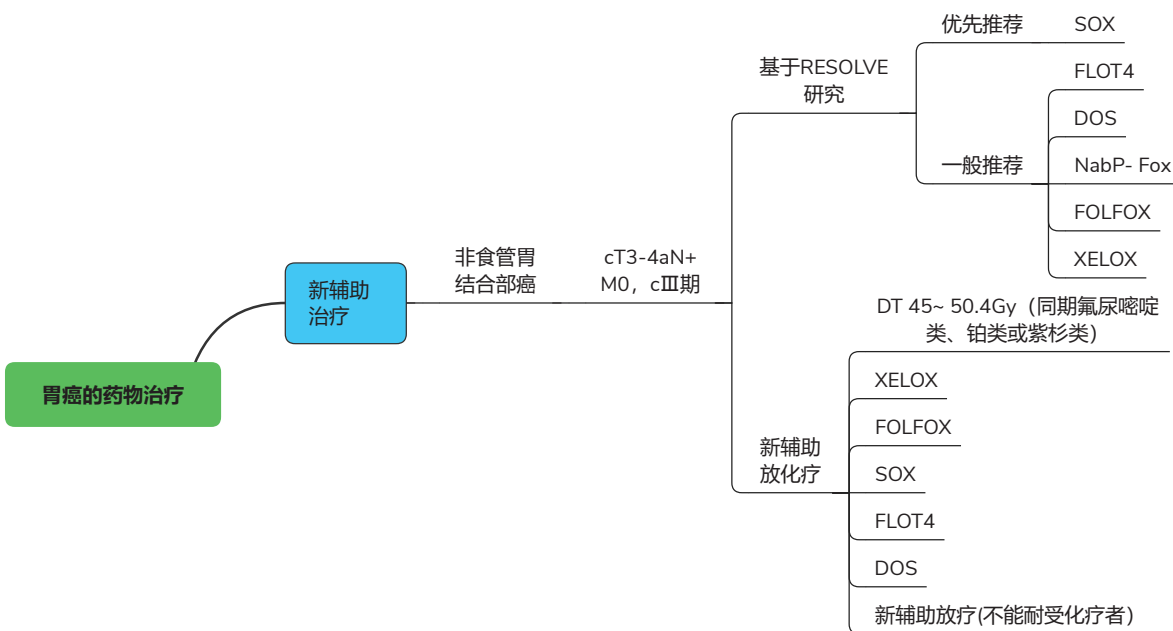 胃癌的药物治疗
新辅助
治疗
非食管胃
结合部癌
cT3-4aN+
M0，cⅢ期
基于RESOLVE
研究
优先推荐
SOX
一般推荐
FLOT4
DOS
NabP- Fox
FOLFOX
XELOX
新辅助
放化疗
DT 45~ 50.4Gy（同期氟尿嘧啶
类、铂类或紫杉类）
XELOX
FOLFOX
SOX
FLOT4
DOS
新辅助放疗(不能耐受化疗者）